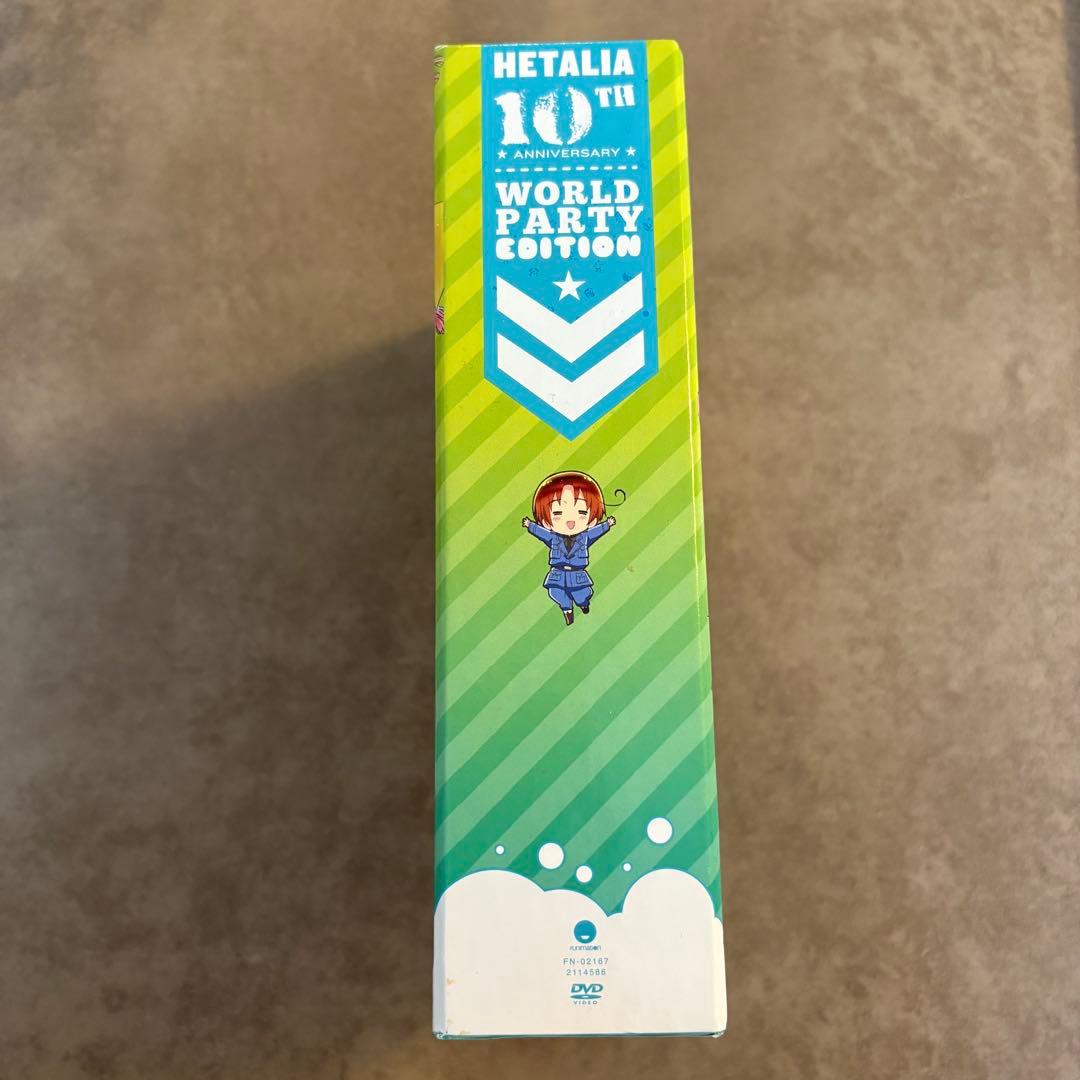 HETALIA
10TH
★ ANNIVERSARY ★
WORLD
PARTY
EDITION
FUNIMATION
FN-02167
2114586
DVD
VIDEO